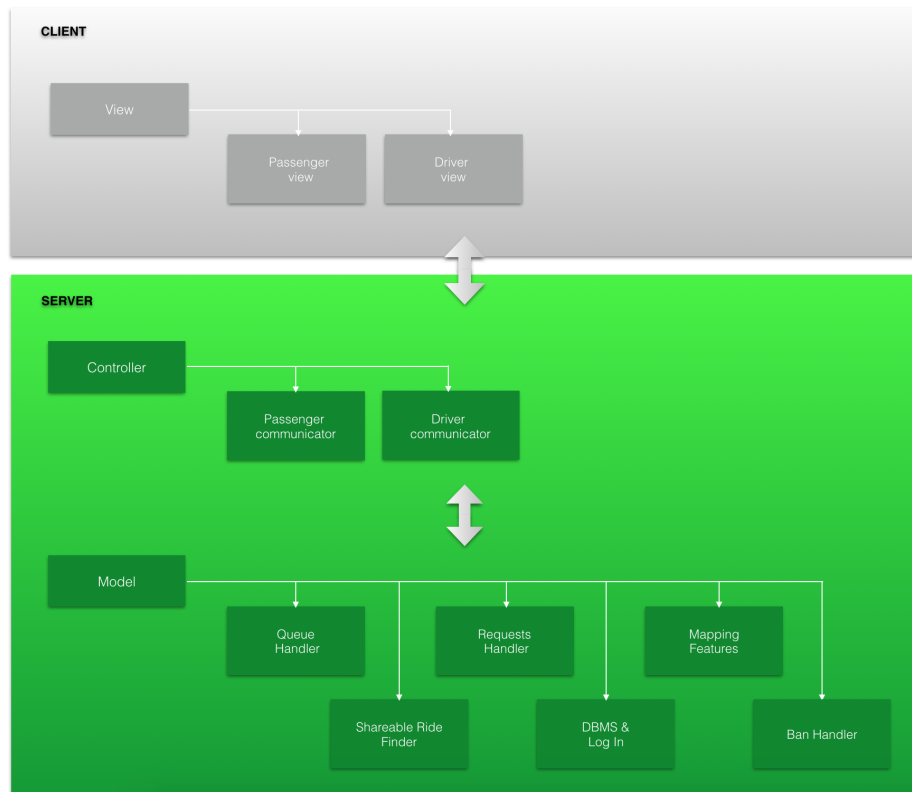 CLIENT
View
Passenger
view
Driver
view
SERVER
Controller
Passenger
communicator
Driver
communicator
Model
Queue
Handler
Requests
Handler
Mapping
Features
Shareable Ride
Finder
DBMS &
Log In
Ban Handler